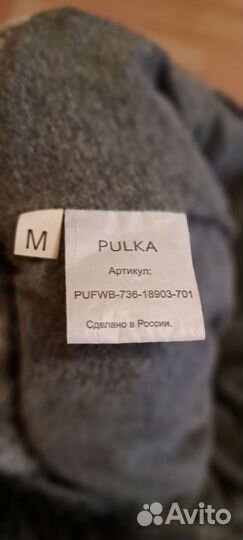 M
PULKA
Артикул:
PUFWB-736-18903-701
Сделано в России.
Avito